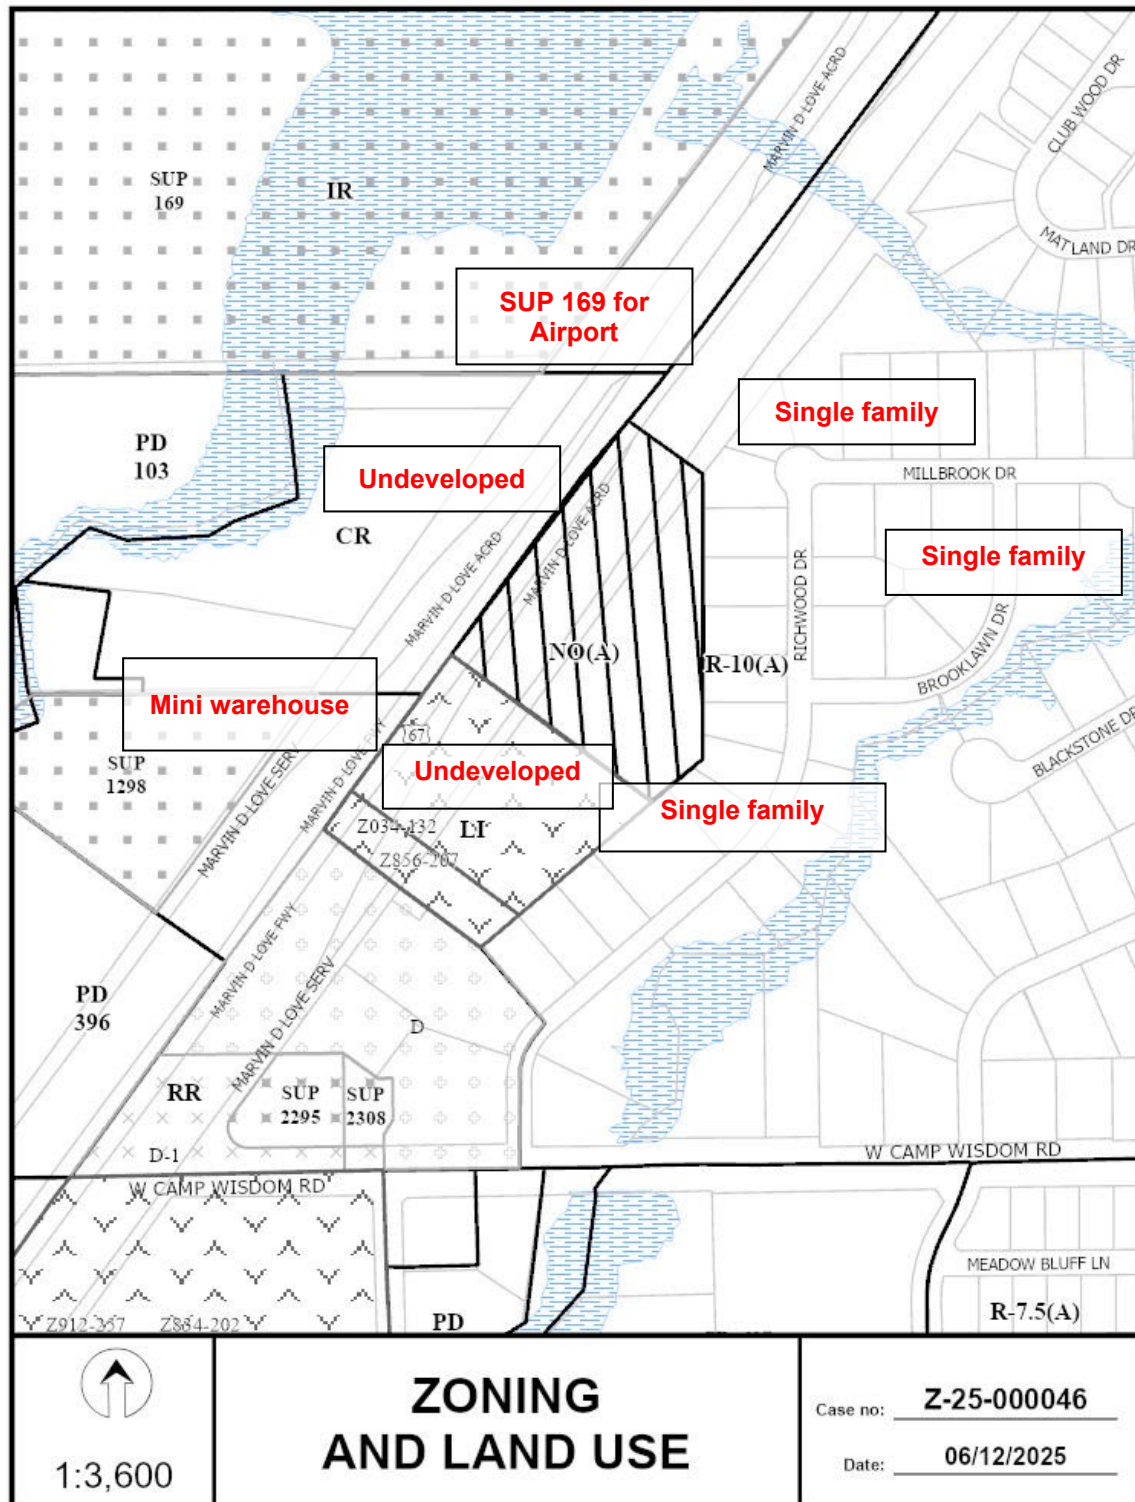 MARVIN D LOVE ACRD
CLUB WOOD DR
SUP
169
IR
MATLAND DR
SUP 169 for
Airport
Single family
PD
103
Undeveloped
MILLBROOK DR
MARVIN D LOVE ACRD
CR
MARVIN D LOVE ACRD
Single family
RICHWOOD DR
NO(A)
R-10(A)
BROOKLAWN DR
Mini warehouse
67
BLACKSTONE DR
SUP
1298
MARVIN D LOVE SERV
MARVIN D LOVE FWY
Undeveloped
Single family
Z034-132
LI
Z856-207
MARVIN D LOVE FWY
MARVIN D LOVE SERV
PD
396
D
RR
SUP
2295
SUP
2308
D-1
W CAMP WISDOM RD
W CAMP WISDOM RD
MEADOW BLUFF LN
R-7.5(A)
Z912-357
Z834-202
PD
1:3,600
ZONING
AND LAND USE
Case no: Z-25-000046
Date: 06/12/2025